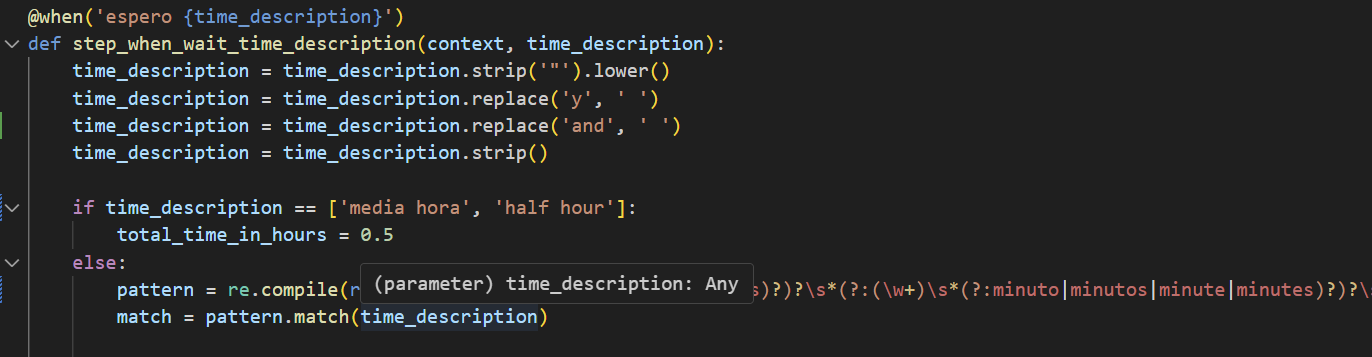 @when('espero {time_description}')
def step_when_wait_time_description(context, time_description):
    time_description = time_description.strip('"').lower()
    time_description = time_description.replace('y', ' ')
    time_description = time_description.replace('and', ' ')
    time_description = time_description.strip()
    if time_description == ['media hora', 'half hour']:
        total_time_in_hours = 0.5
    else:
(parameter) time_description: Any
        pattern = re.compile(r s)?)?\s*(?:(\w+)\s*(?:minuto|minutos|minute|minutes)?)?\s
        match = pattern.match(time_description)